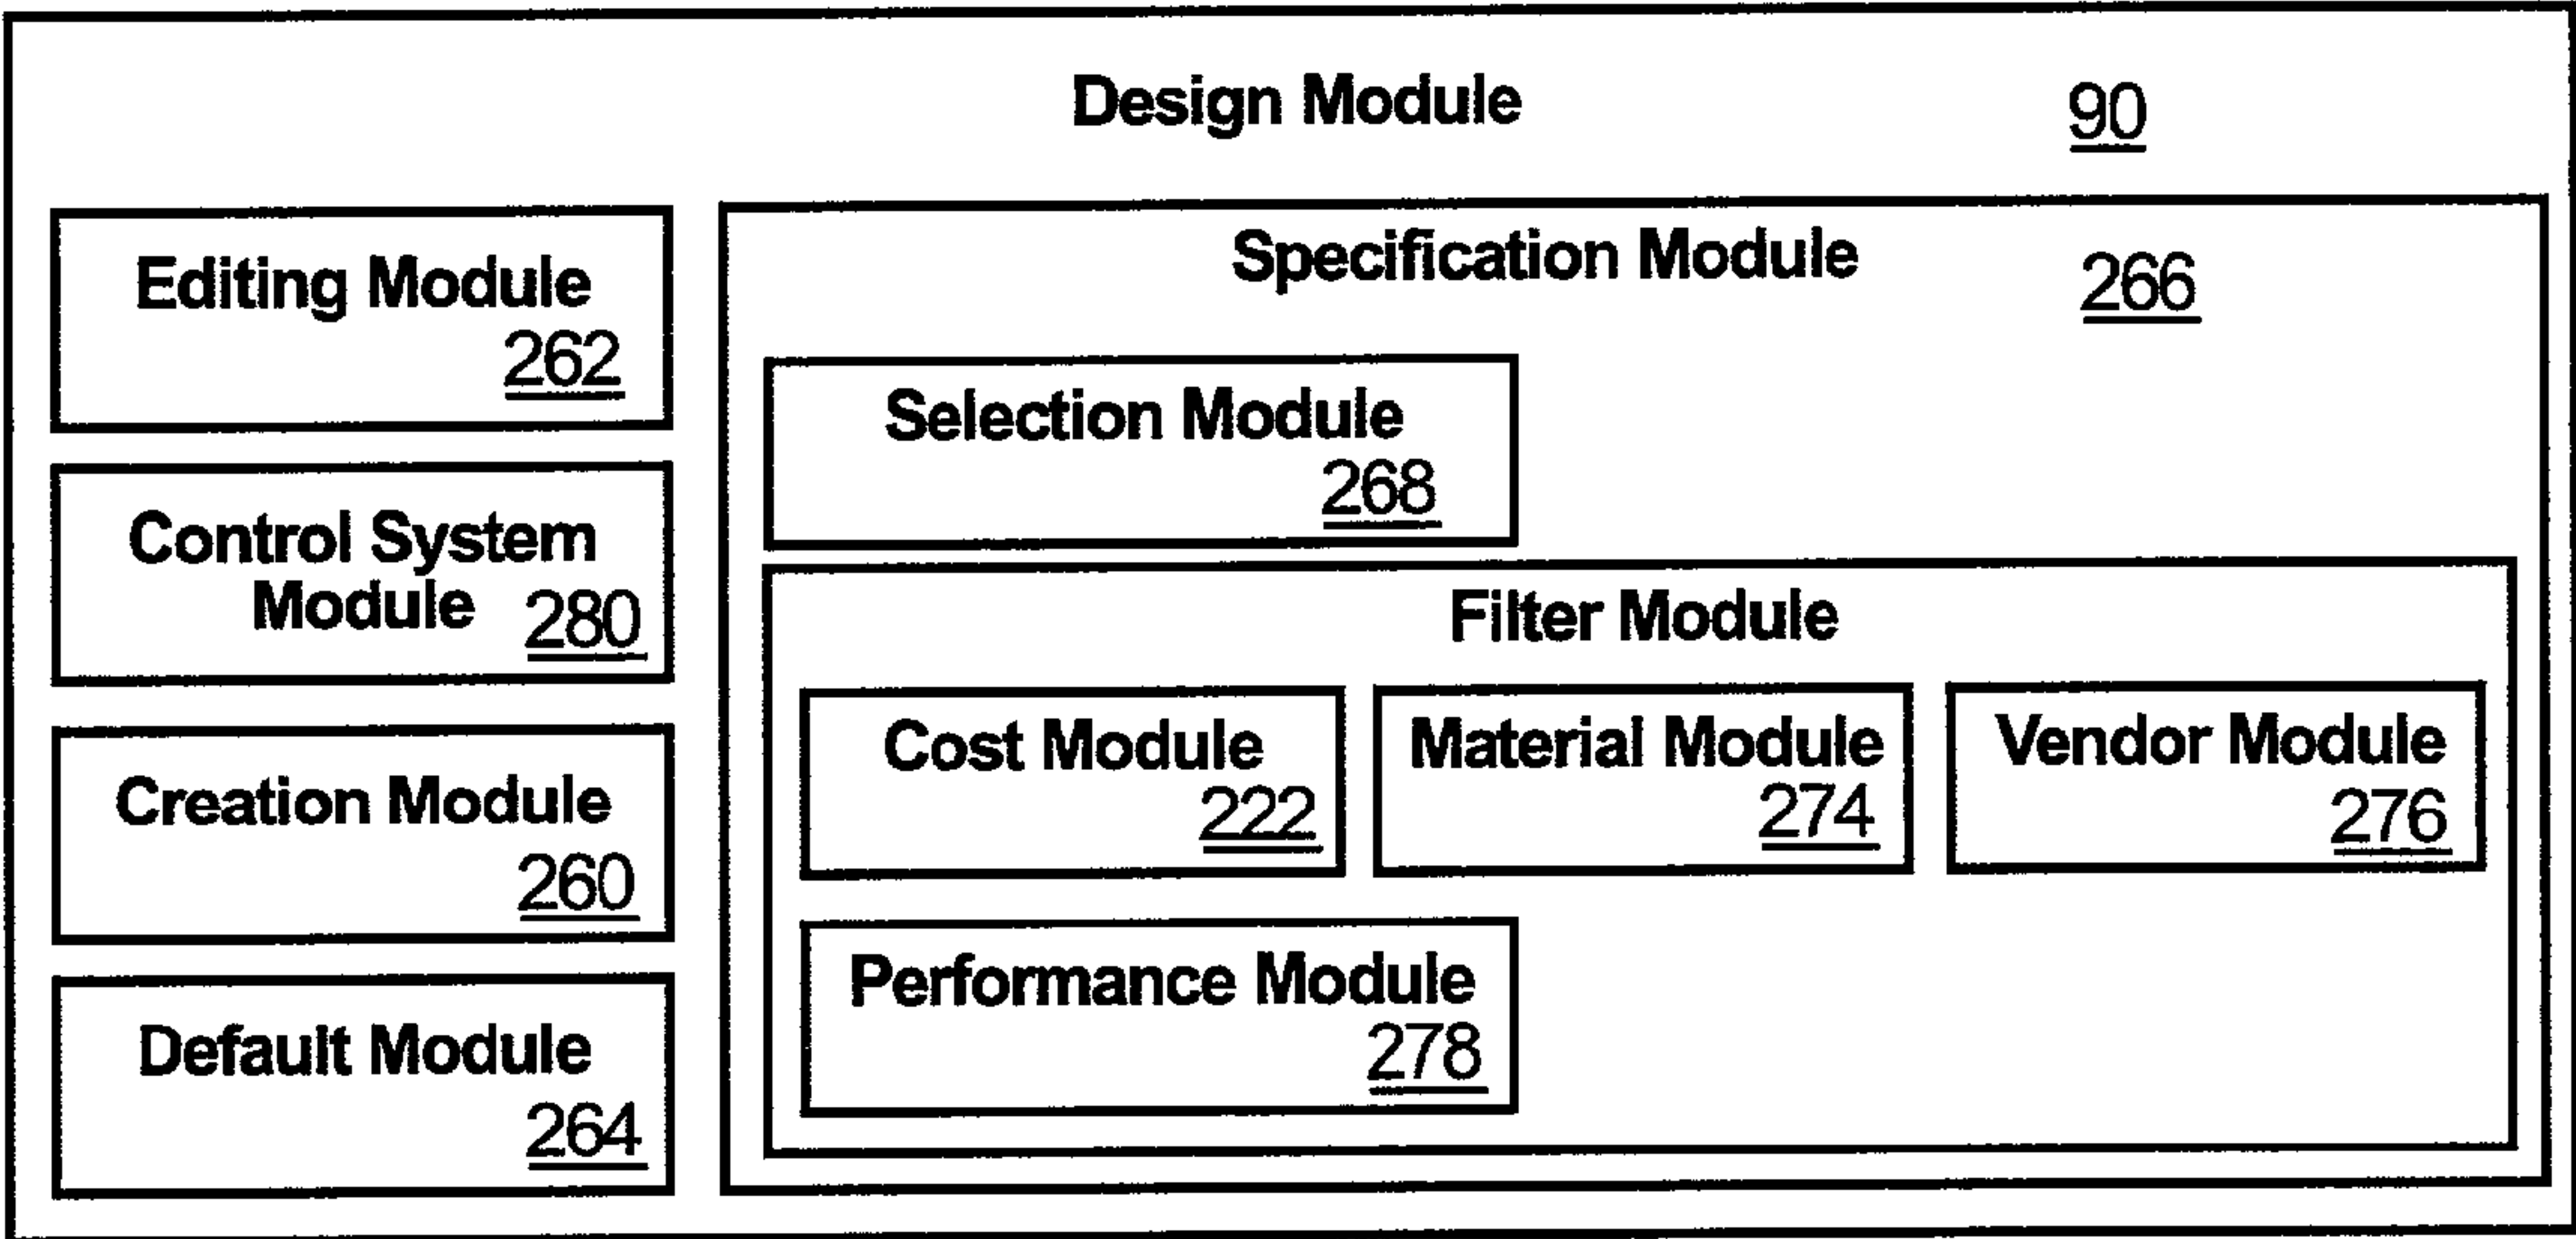 Design Module
90
Editing Module
262
Control System
Module 280
Creation Module
260
Default Module
264
Specification Module
266
Selection Module
268
Filter Module
Cost Module
222
Material Module
274
Vendor Module
276
Performance Module
278